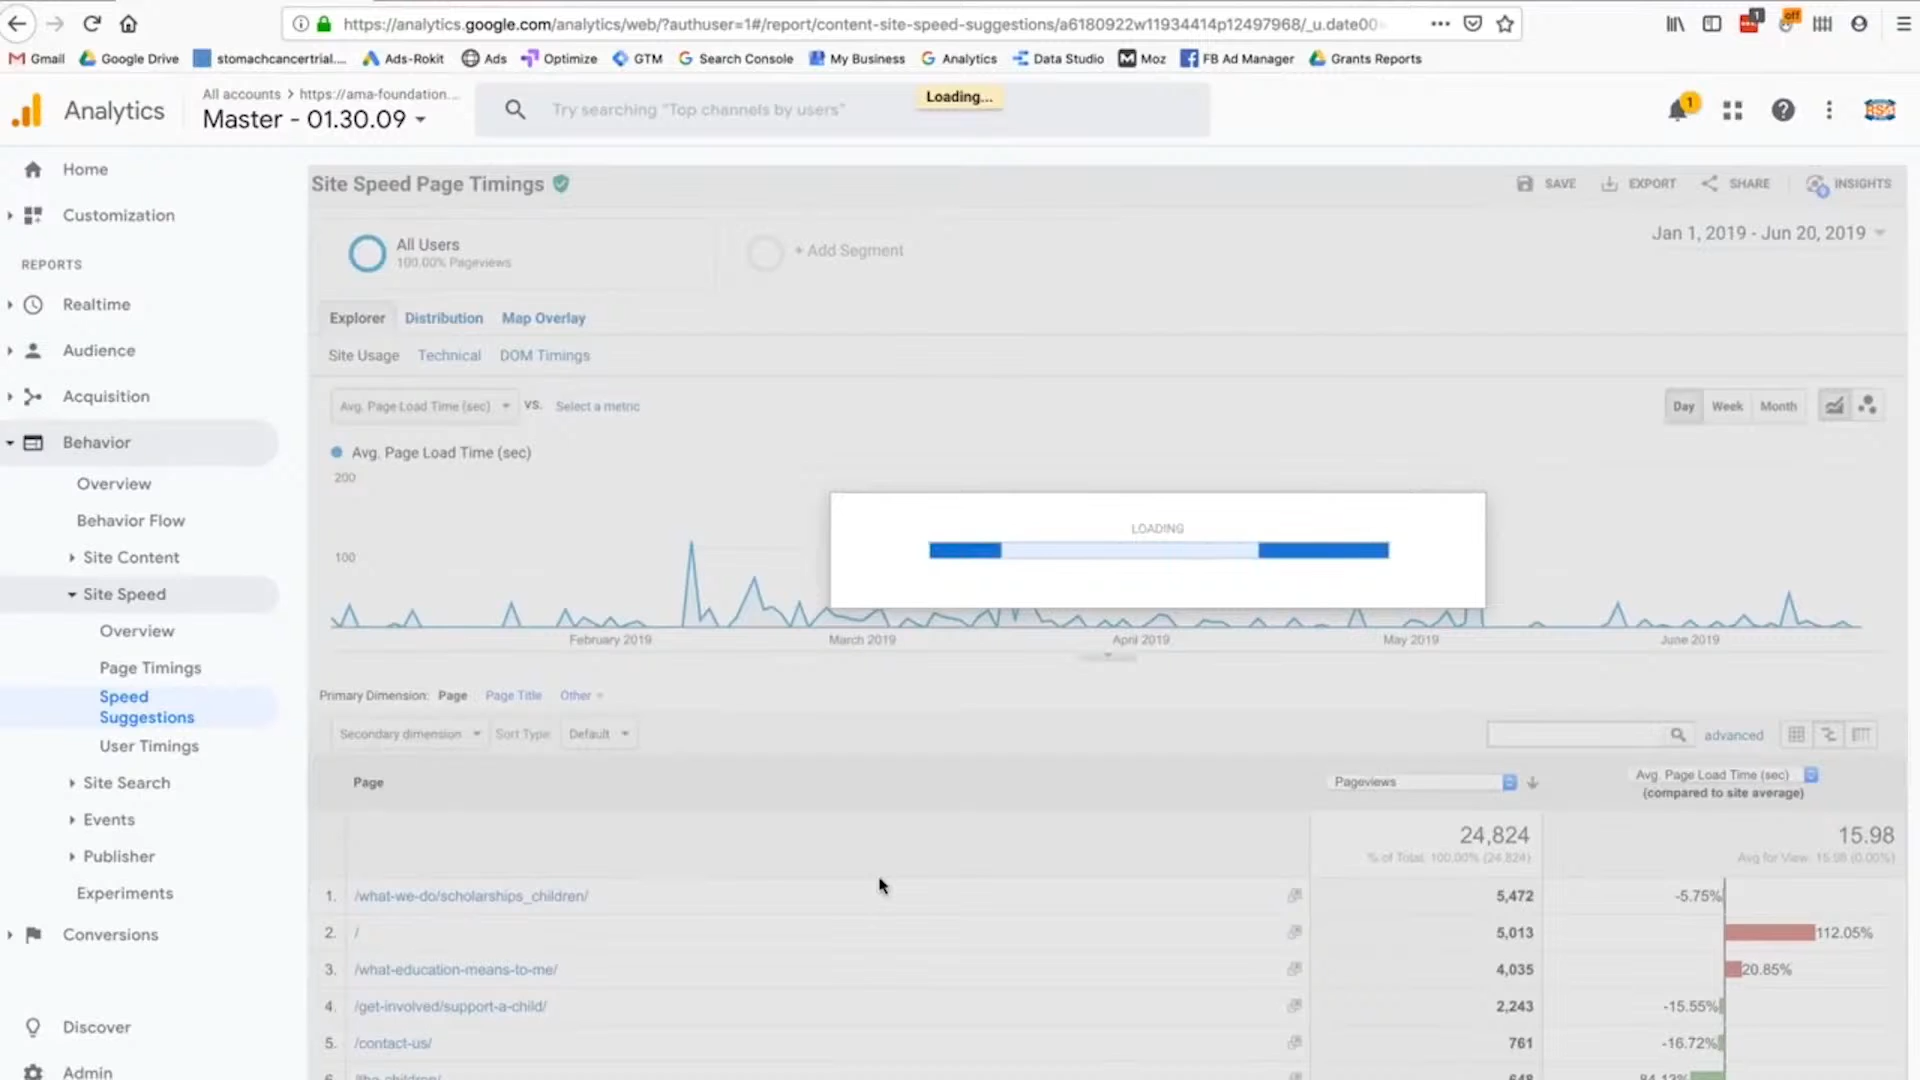 https://analytics.google.com/analytics/web/?authuser=1#/report/content-site-speed-suggestions/a6180922w11934414p12497968/_u.date00
1
off
Gmail Google Drive stomachcancertrial.... Ads-Rokit Ads Optimize GTM Search Console My Business Analytics Data Studio Moz FB Ad Manager Grants Reports
Analytics
All accounts > https://ama-foundation....
Master - 01.30.09
Try searching "Top channels by users"
Loading...
1
Home
Customization
REPORTS
Realtime
Audience
Acquisition
Behavior
Overview
Behavior Flow
Site Content
Site Speed
Overview
Page Timings
Speed
Suggestions
User Timings
Site Search
Events
Publisher
Experiments
Conversions
Discover
Admin
Site Speed Page Timings
SAVE EXPORT SHARE INSIGHTS
All Users
100.00% Pageviews
+ Add Segment
Jan 1, 2019 - Jun 20, 2019
Explorer Distribution Map Overlay
Site Usage Technical DOM Timings
Avg. Page Load Time (sec) VS. Select a metric
Day Week Month
Avg. Page Load Time (sec)
200
100
LOADING
February 2019 March 2019 April 2019 May 2019 June 2019
Primary Dimension: Page Page Title Other
Secondary dimension Sort Type: Default
advanced
Page Pageviews Avg. Page Load Time (sec)
(compared to site average)
24,824 15.98
% of Total: 100.00% (24,824) Avg for View: 15.98 (0.00%)
1. /what-we-do/scholarships_children/ 5,472 -5.75%
2. / 5,013 112.05%
3. /what-education-means-to-me/ 4,035 20.85%
4. /get-involved/support-a-child/ 2,243 -15.55%
5. /contact-us/ 761 -16.72%